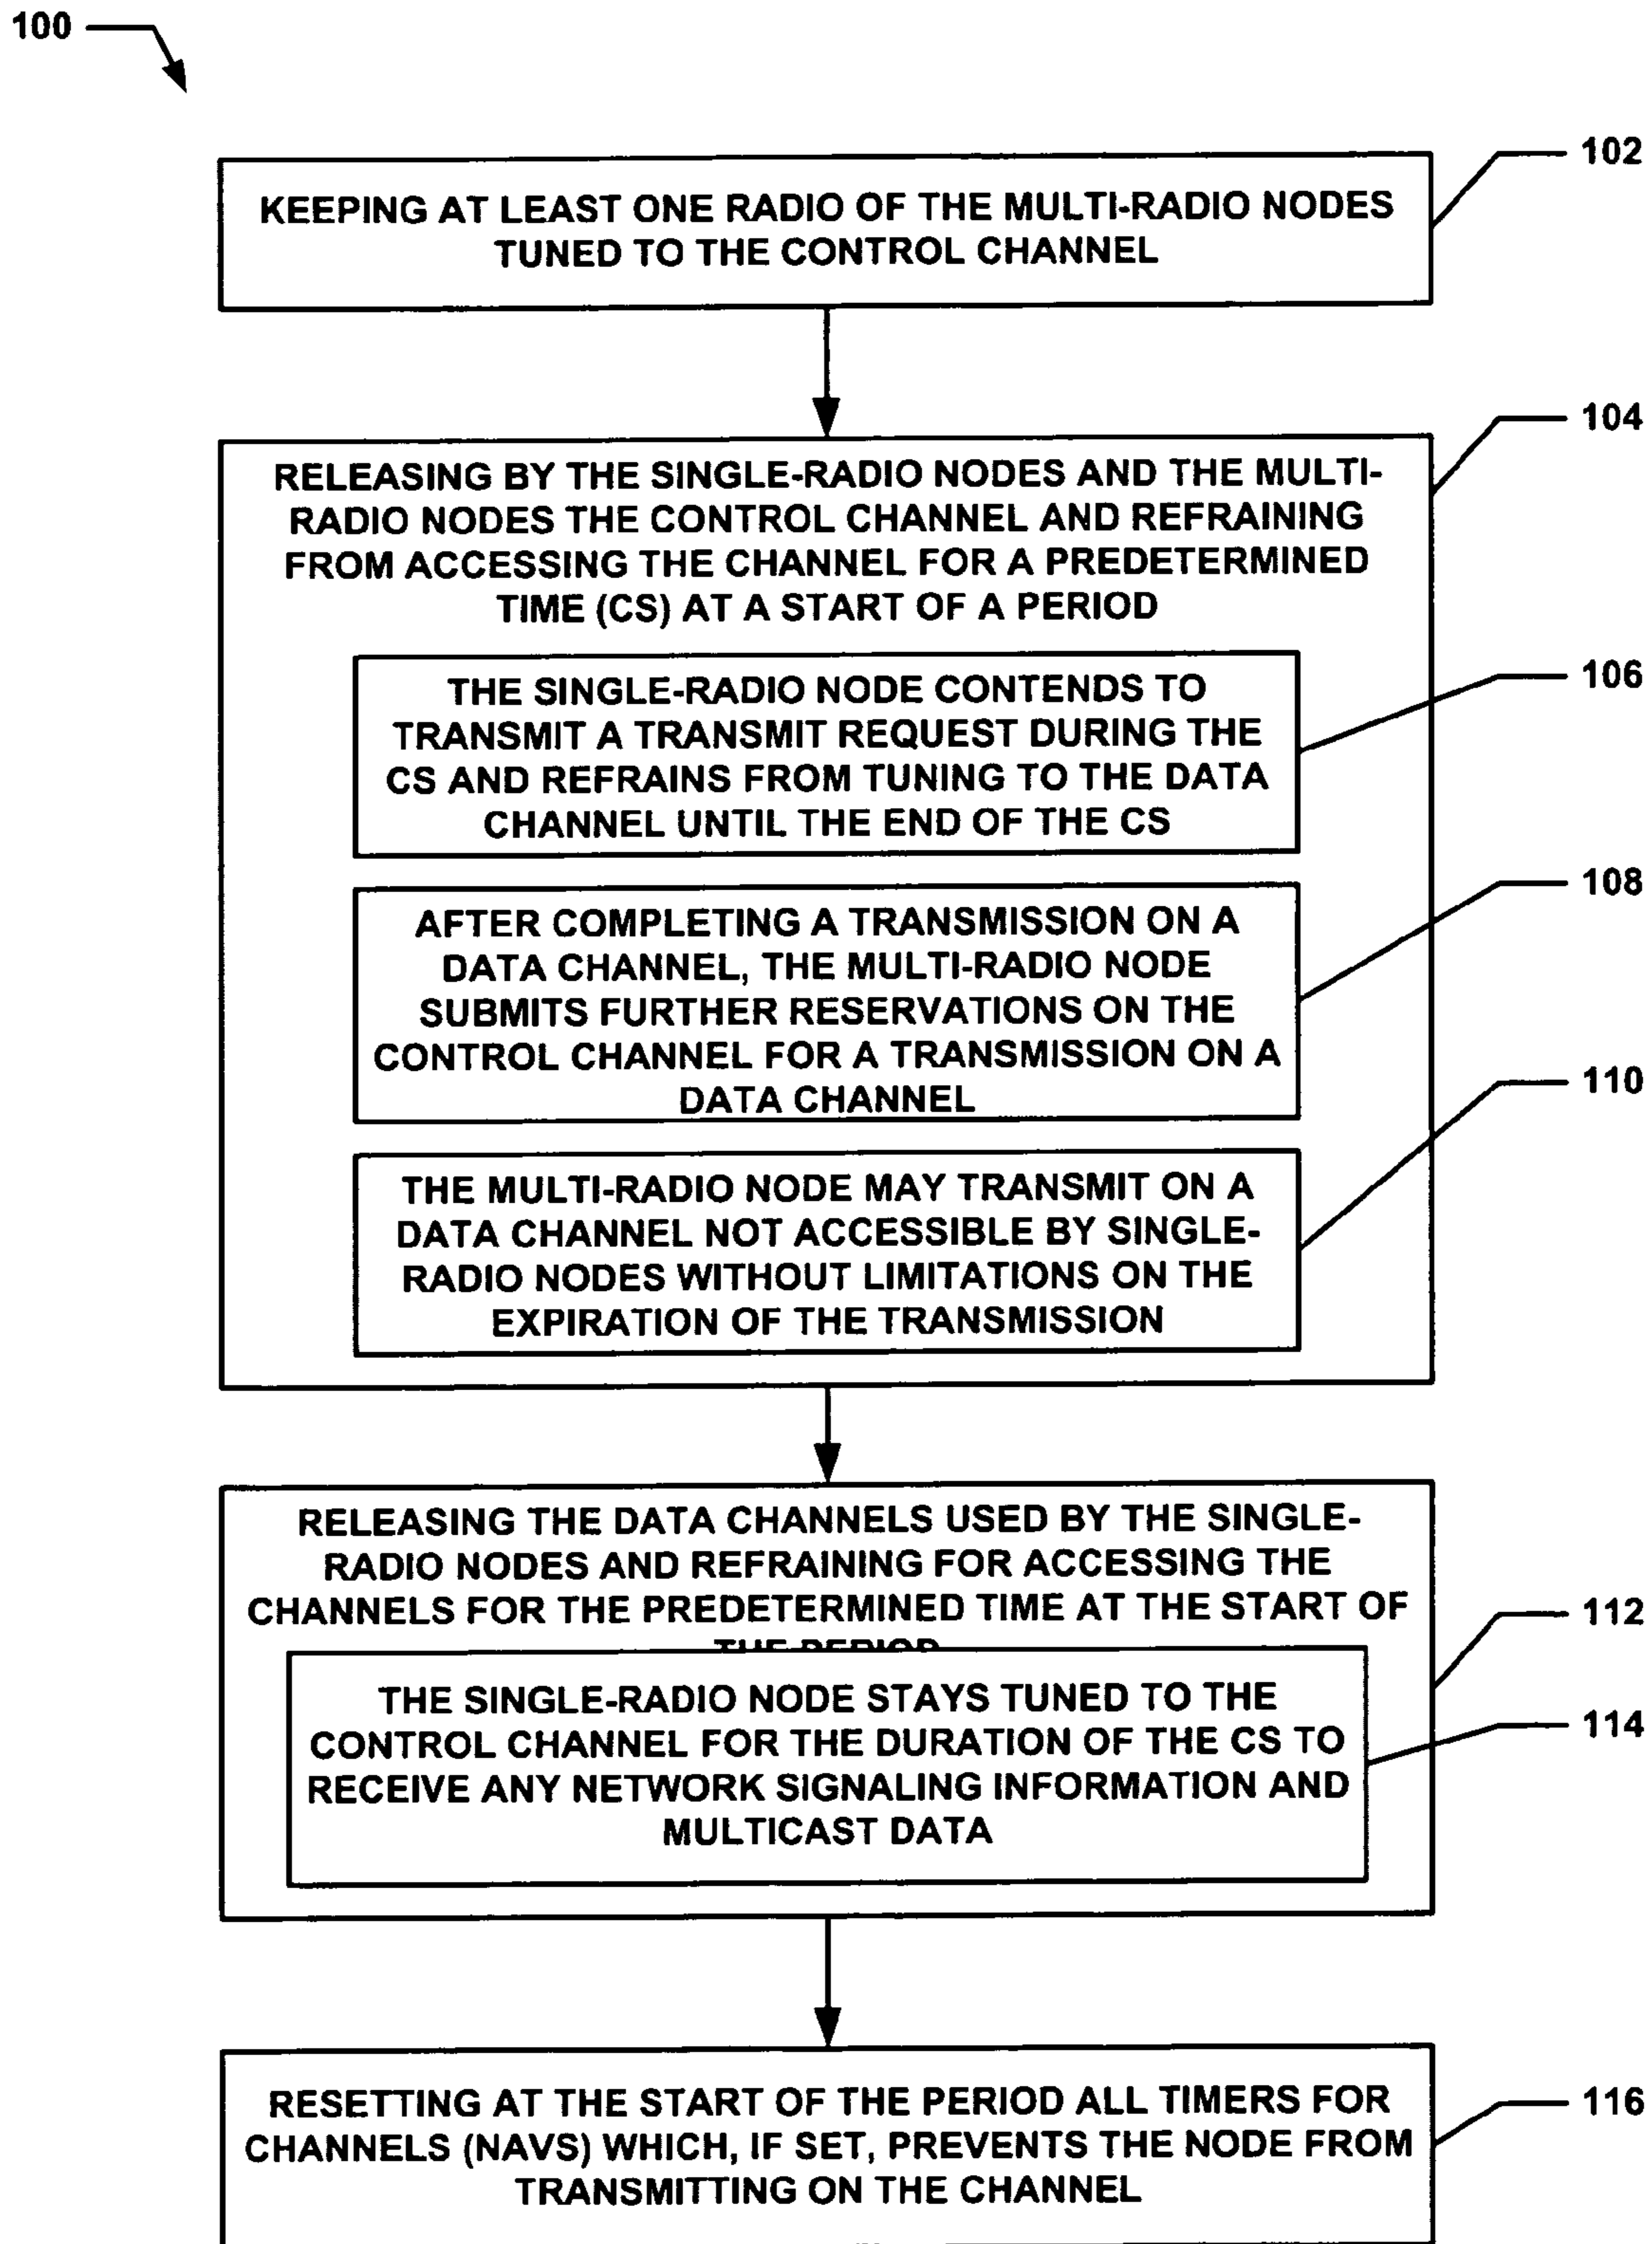 100
102
KEEPING AT LEAST ONE RADIO OF THE MULTI-RADIO NODES
TUNED TO THE CONTROL CHANNEL
104
RELEASING BY THE SINGLE-RADIO NODES AND THE MULTI-
RADIO NODES THE CONTROL CHANNEL AND REFRAINING
FROM ACCESSING THE CHANNEL FOR A PREDETERMINED
TIME (CS) AT A START OF A PERIOD
106
THE SINGLE-RADIO NODE CONTENDS TO
TRANSMIT A TRANSMIT REQUEST DURING THE
CS AND REFRAINS FROM TUNING TO THE DATA
CHANNEL UNTIL THE END OF THE CS
108
AFTER COMPLETING A TRANSMISSION ON A
DATA CHANNEL, THE MULTI-RADIO NODE
SUBMITS FURTHER RESERVATIONS ON THE
CONTROL CHANNEL FOR A TRANSMISSION ON A
DATA CHANNEL
110
THE MULTI-RADIO NODE MAY TRANSMIT ON A
DATA CHANNEL NOT ACCESSIBLE BY SINGLE-
RADIO NODES WITHOUT LIMITATIONS ON THE
EXPIRATION OF THE TRANSMISSION
RELEASING THE DATA CHANNELS USED BY THE SINGLE-
RADIO NODES AND REFRAINING FOR ACCESSING THE
CHANNELS FOR THE PREDETERMINED TIME AT THE START OF
THE PERIOD
112
THE SINGLE-RADIO NODE STAYS TUNED TO THE
CONTROL CHANNEL FOR THE DURATION OF THE CS TO
RECEIVE ANY NETWORK SIGNALING INFORMATION AND
MULTICAST DATA
114
RESETTING AT THE START OF THE PERIOD ALL TIMERS FOR
CHANNELS (NAVS) WHICH, IF SET, PREVENTS THE NODE FROM
TRANSMITTING ON THE CHANNEL
116